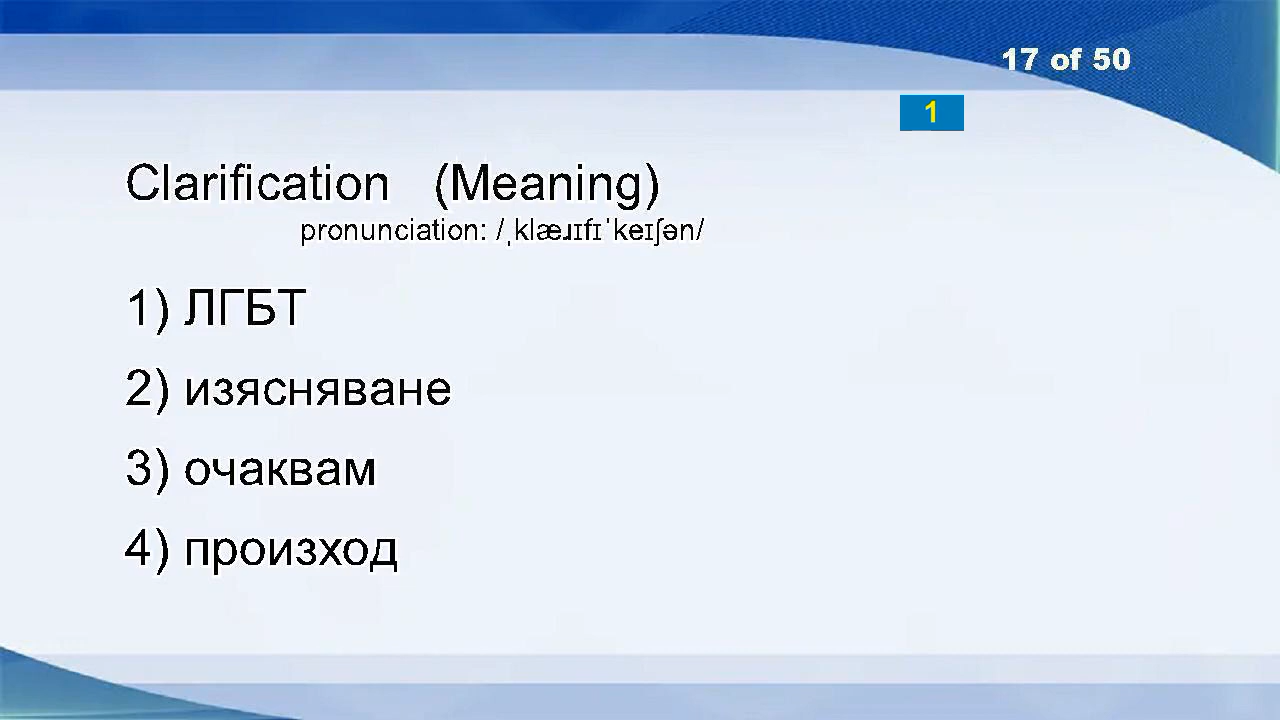 17 of 50
1
Clarification (Meaning)
pronunciation: /ˌklæɹɪfɪˈkeɪʃən/
1) ЛГБТ
2) изясняване
3) очаквам
4) произход